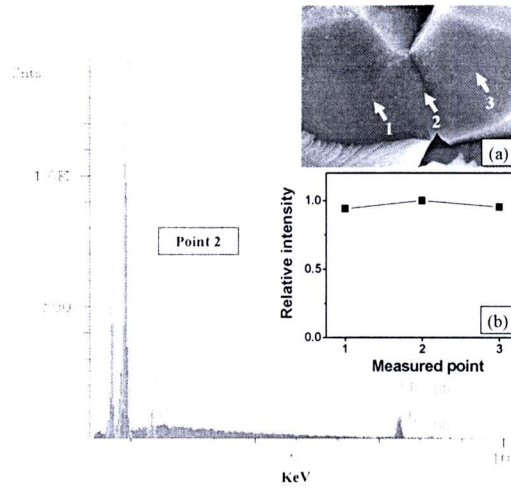 1
2
3
(a)
Point 2
Relative intensity
1.0
0.5
0.0
(b)
1
2
3
Measured point
KeV